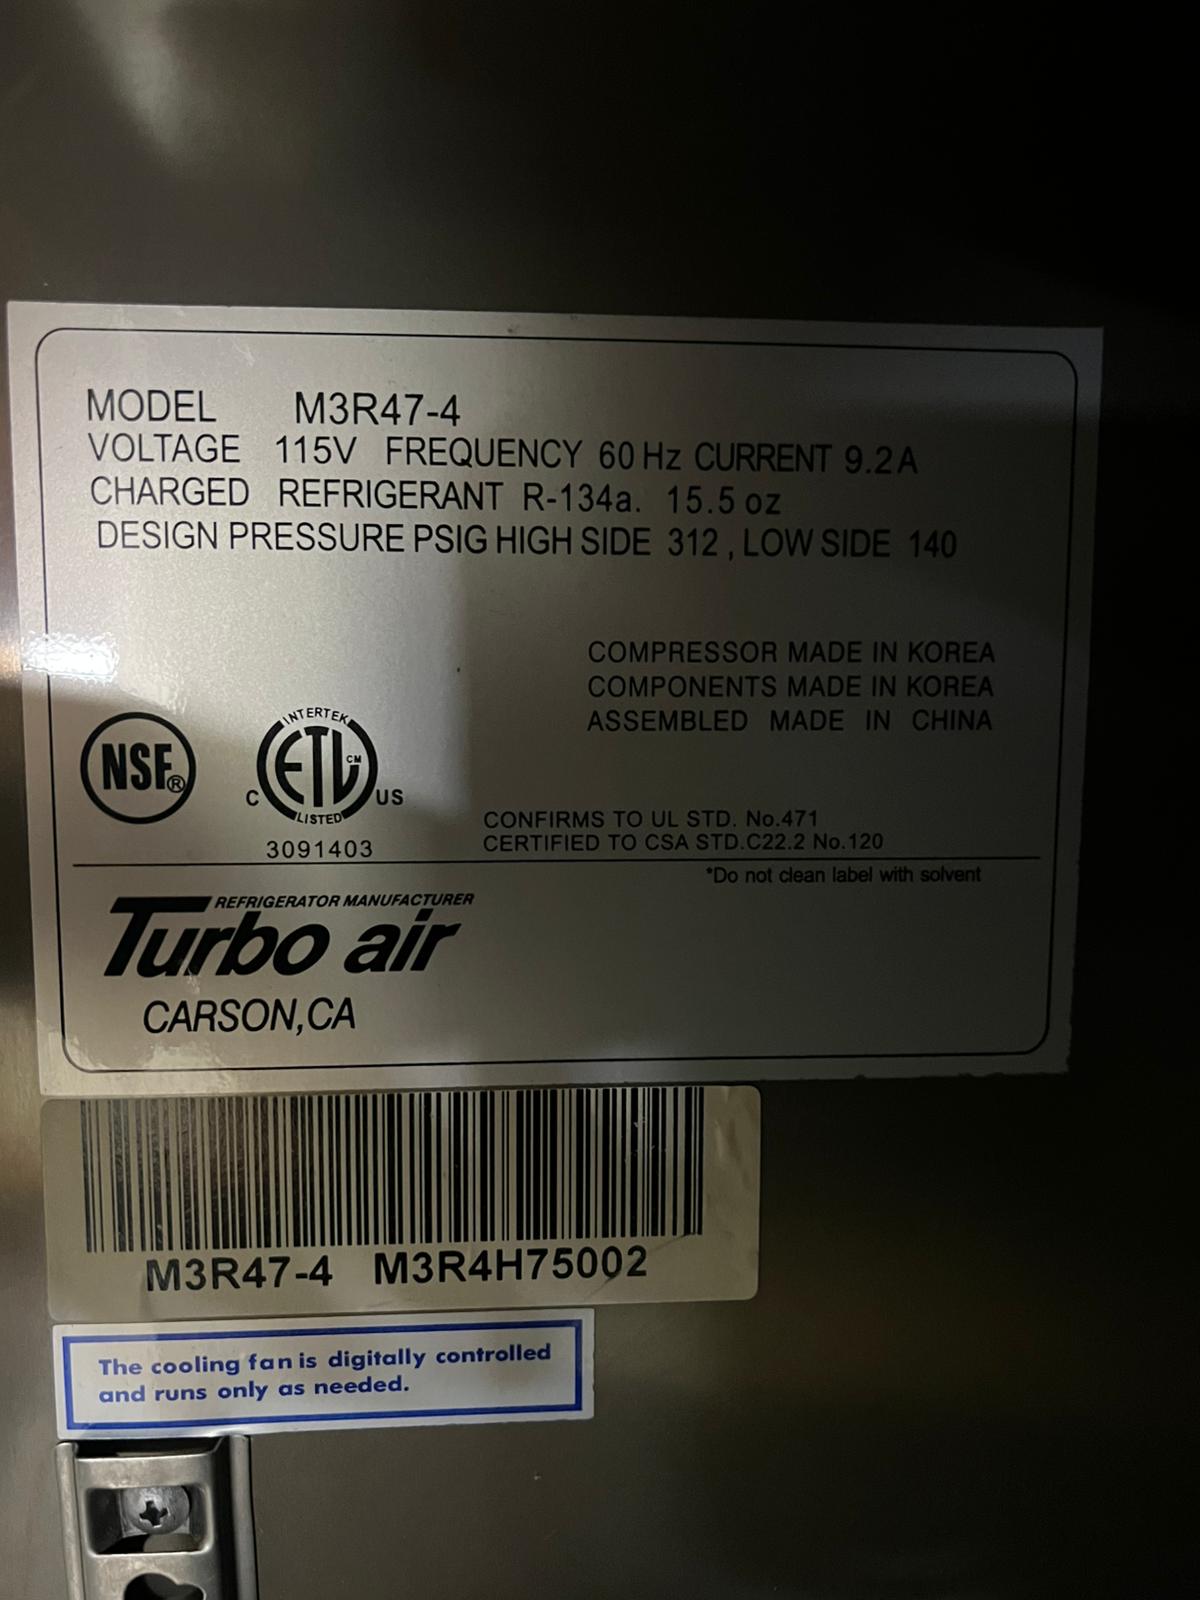 MODEL M3R47-4
VOLTAGE 115V FREQUENCY 60 Hz CURRENT 9.2A
CHARGED REFRIGERANT R-134a. 15.5 oz
DESIGN PRESSURE PSIG HIGH SIDE 312 , LOW SIDE 140
COMPRESSOR MADE IN KOREA
COMPONENTS MADE IN KOREA
ASSEMBLED MADE IN CHINA
NSF®
INTERTEK
ETL CM
C US
LISTED
3091403
CONFIRMS TO UL STD. No.471
CERTIFIED TO CSA STD.C22.2 No.120
*Do not clean label with solvent
REFRIGERATOR MANUFACTURER
Turbo air
CARSON,CA
M3R47-4 M3R4H75002
The cooling fan is digitally controlled
and runs only as needed.